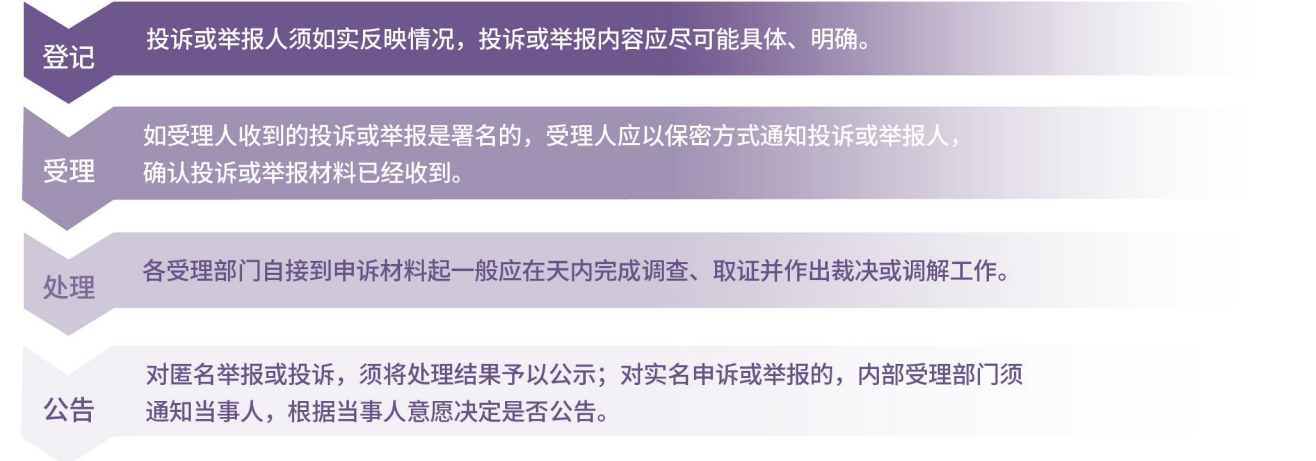 登记
投诉或举报人须如实反映情况，投诉或举报内容应尽可能具体、明确。
受理
如受理人收到的投诉或举报是署名的，受理人应以保密方式通知投诉或举报人，
确认投诉或举报材料已经收到。
处理
各受理部门自接到申诉材料起一般应在天内完成调查、取证并作出裁决或调解工作。
公告
对匿名举报或投诉，须将处理结果予以公示；对实名申诉或举报的，内部受理部门须
通知当事人，根据当事人意愿决定是否公告。